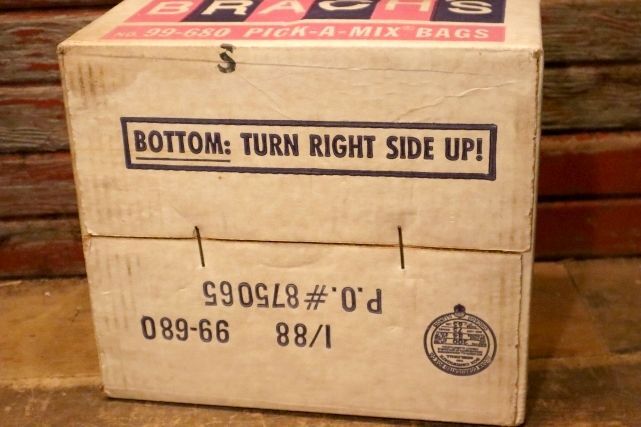 BRACHS
NO. 99-680 PICK-A-MIX® BAGS
S
BOTTOM: TURN RIGHT SIDE UP!
P.O.#875065
1/88 99-680